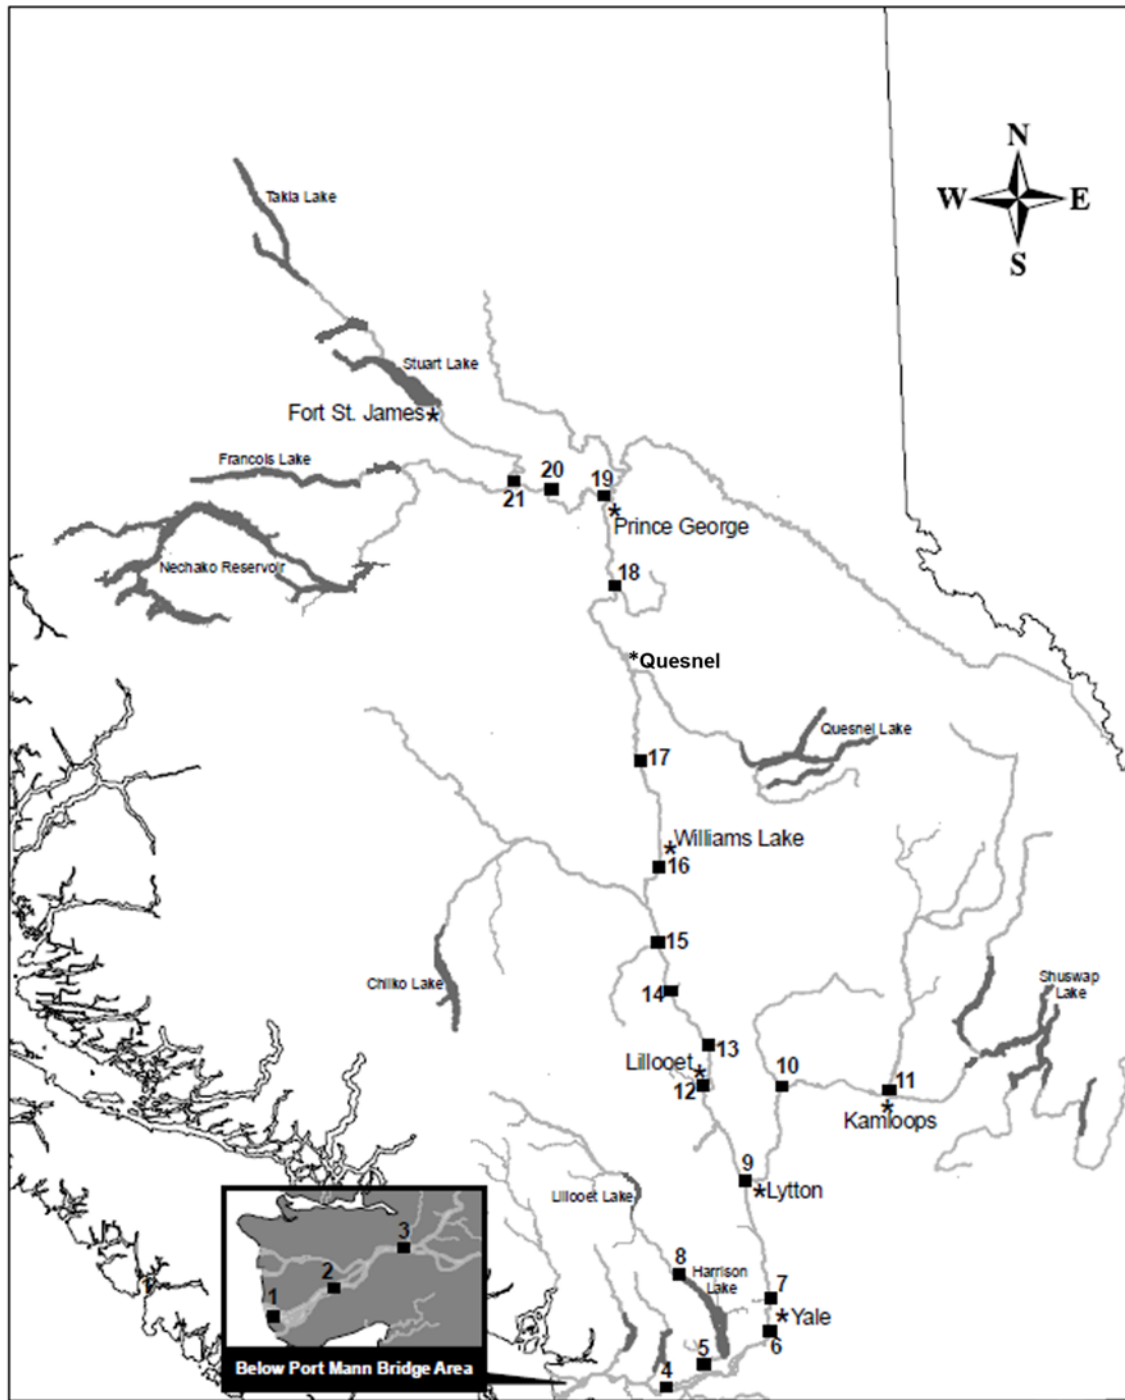 N
W E
S
Takla Lake
Stuart Lake
Fort St. James*
Francois Lake
20
19
21
*
Prince George
Nechako Reservoir
18
*Quesnel
Quesnel Lake
17
Williams Lake
*
16
15
Chilko Lake
14
Shuswap
Lake
13
Lillooet
*
10
11
12
*
Kamloops
9
*Lytton
Lillooet Lake
8
Harrison
Lake
7
*Yale
6
5
4
3
2
1
Below Port Mann Bridge Area